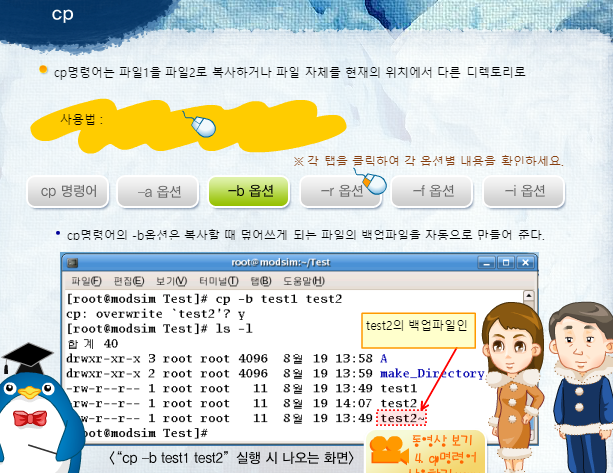 cp
cp명령어는 파일1을 파일2로 복사하거나 파일 자체를 현재의 위치에서 다른 디렉토리로
사용법 :
※ 각 탭을 클릭하여 각 옵션별 내용을 확인하세요.
cp 명령어 –a 옵션 –b 옵션 –r 옵션 –f 옵션 –i 옵션
• cp명령어의 -b옵션은 복사할 때 덮어쓰게 되는 파일의 백업파일을 자동으로 만들어 준다.
root@modsim:~/Test
파일(F) 편집(E) 보기(V) 터미널(T) 탭(B) 도움말(H)
[root@modsim Test]# cp -b test1 test2
cp: overwrite `test2'? y
[root@modsim Test]# ls -l
합계 40
drwxr-xr-x 3 root root 4096 8월 19 13:58 A
drwxr-xr-x 2 root root 4096 8월 19 13:59 make_Directory
-rw-r--r-- 1 root root 11 8월 19 13:49 test1
-rw-r--r-- 1 root root 11 8월 19 14:07 test2
-rw-r--r-- 1 root root 11 8월 19 13:49 test2~
root@modsim Test]#
test2의 백업파일인
동영상 보기
4. cp명령어
〈“cp –b test1 test2” 실행 시 나오는 화면〉